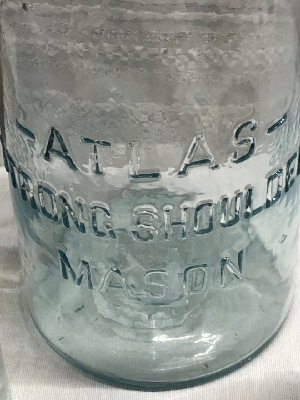 -ATLAS-
TRONG SHOULDE
MASON